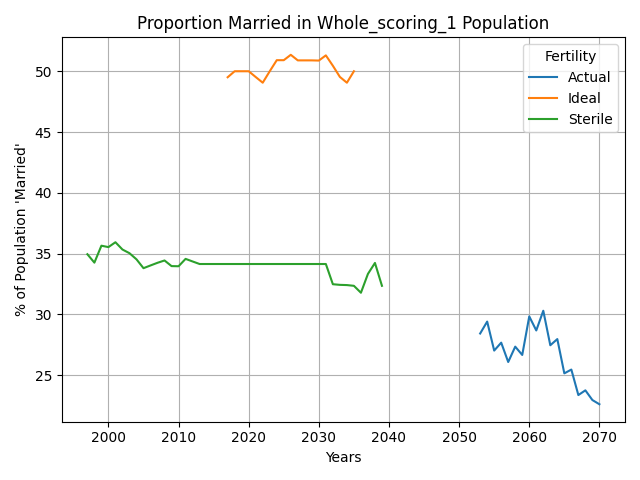 Proportion Married in Whole_scoring_1 Population
% of Population 'Married'
50
45
40
35
30
25
Fertility
Actual
Ideal
Sterile
2000 2010 2020 2030 2040 2050 2060 2070
Years